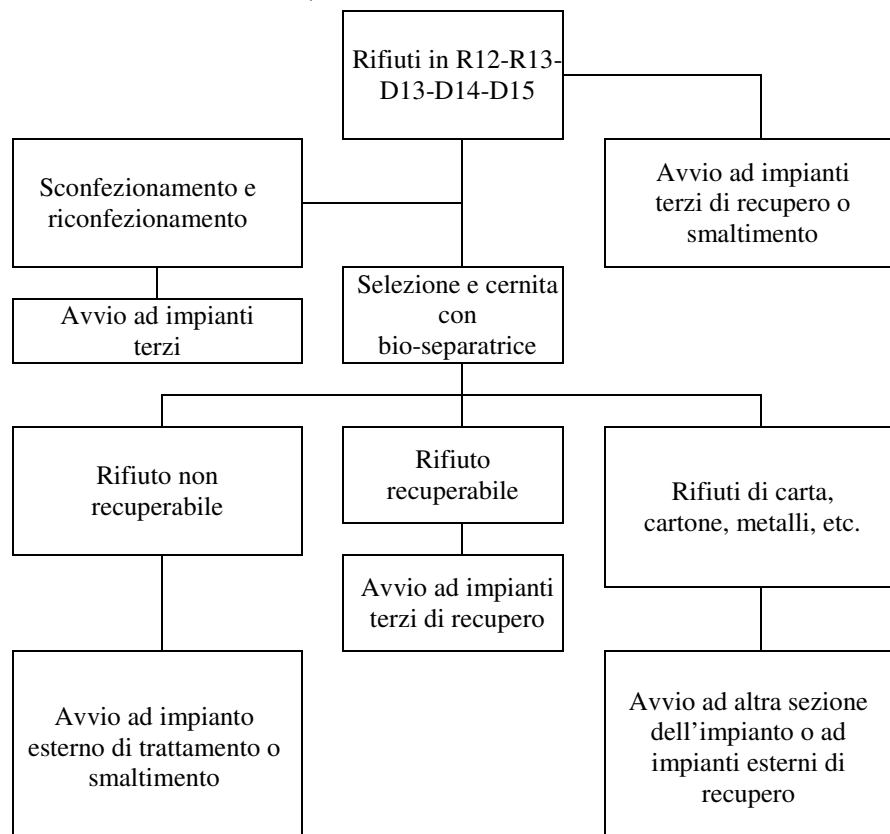 Rifiuti in R12-R13-
D13-D14-D15
Sconfezionamento e
riconfezionamento
Avvio ad impianti
terzi di recupero o
smaltimento
Avvio ad impianti
terzi
Selezione e cernita
con
bio-separatrice
Rifiuto non
recuperabile
Rifiuto
recuperabile
Rifiuti di carta,
cartone, metalli, etc.
Avvio ad impianti
terzi di recupero
Avvio ad impianto
esterno di trattamento o
smaltimento
Avvio ad altra sezione
dell’impianto o ad
impianti esterni di
recupero